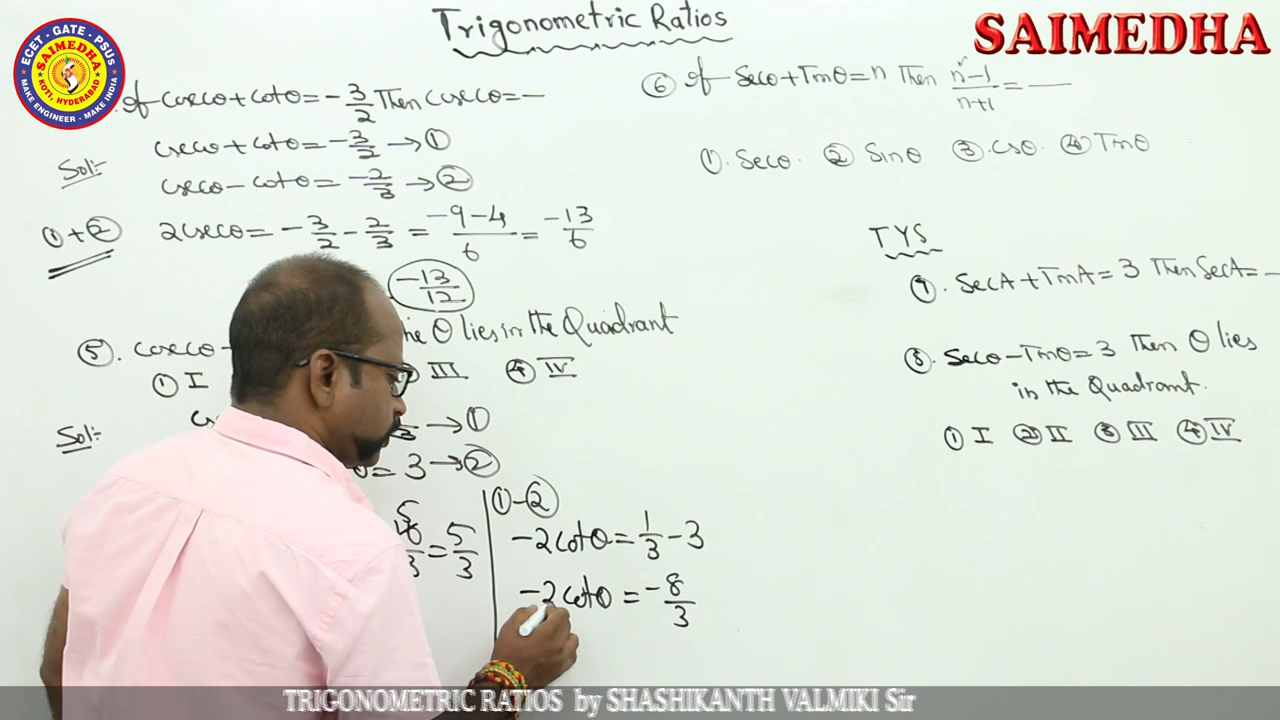 Trigonometric Ratios
SAIMEDHA
ECET - GATE - PSUS
SAIMEDHA
KOTI, HYDERABAD
MAKE ENGINEER - MAKE INDIA
If cosecθ + cotθ = -3/2 Then cosecθ = —
Sol:-
cosecθ + cotθ = -3/2 → ①
cosecθ - cotθ = -2/3 → ②
① + ② 2cosecθ = -3/2 - 2/3 = -9-4/6 = -13/6
-13/12
⑤. cosecθ - θ lies in the Quadrant
① I III ④ IV
Sol:-
→ ①
= 3 → ②
= 5/3
① - ②
-2cotθ = 1/3 - 3
-2cotθ = -8/3
⑥ If Secθ + Tanθ = n Then n²-1/n²+1 = —
①. Secθ. ② Sinθ ③ Cosθ. ④ Tanθ
TYS
⑦. SecA + TanA = 3 Then SecA = —
⑧. Secθ - Tanθ = 3 Then θ lies
in the Quadrant.
① I ② II ③ III ④ IV
TRIGONOMETRIC RATIOS by SHASHIKANTH VALMIKI Sir